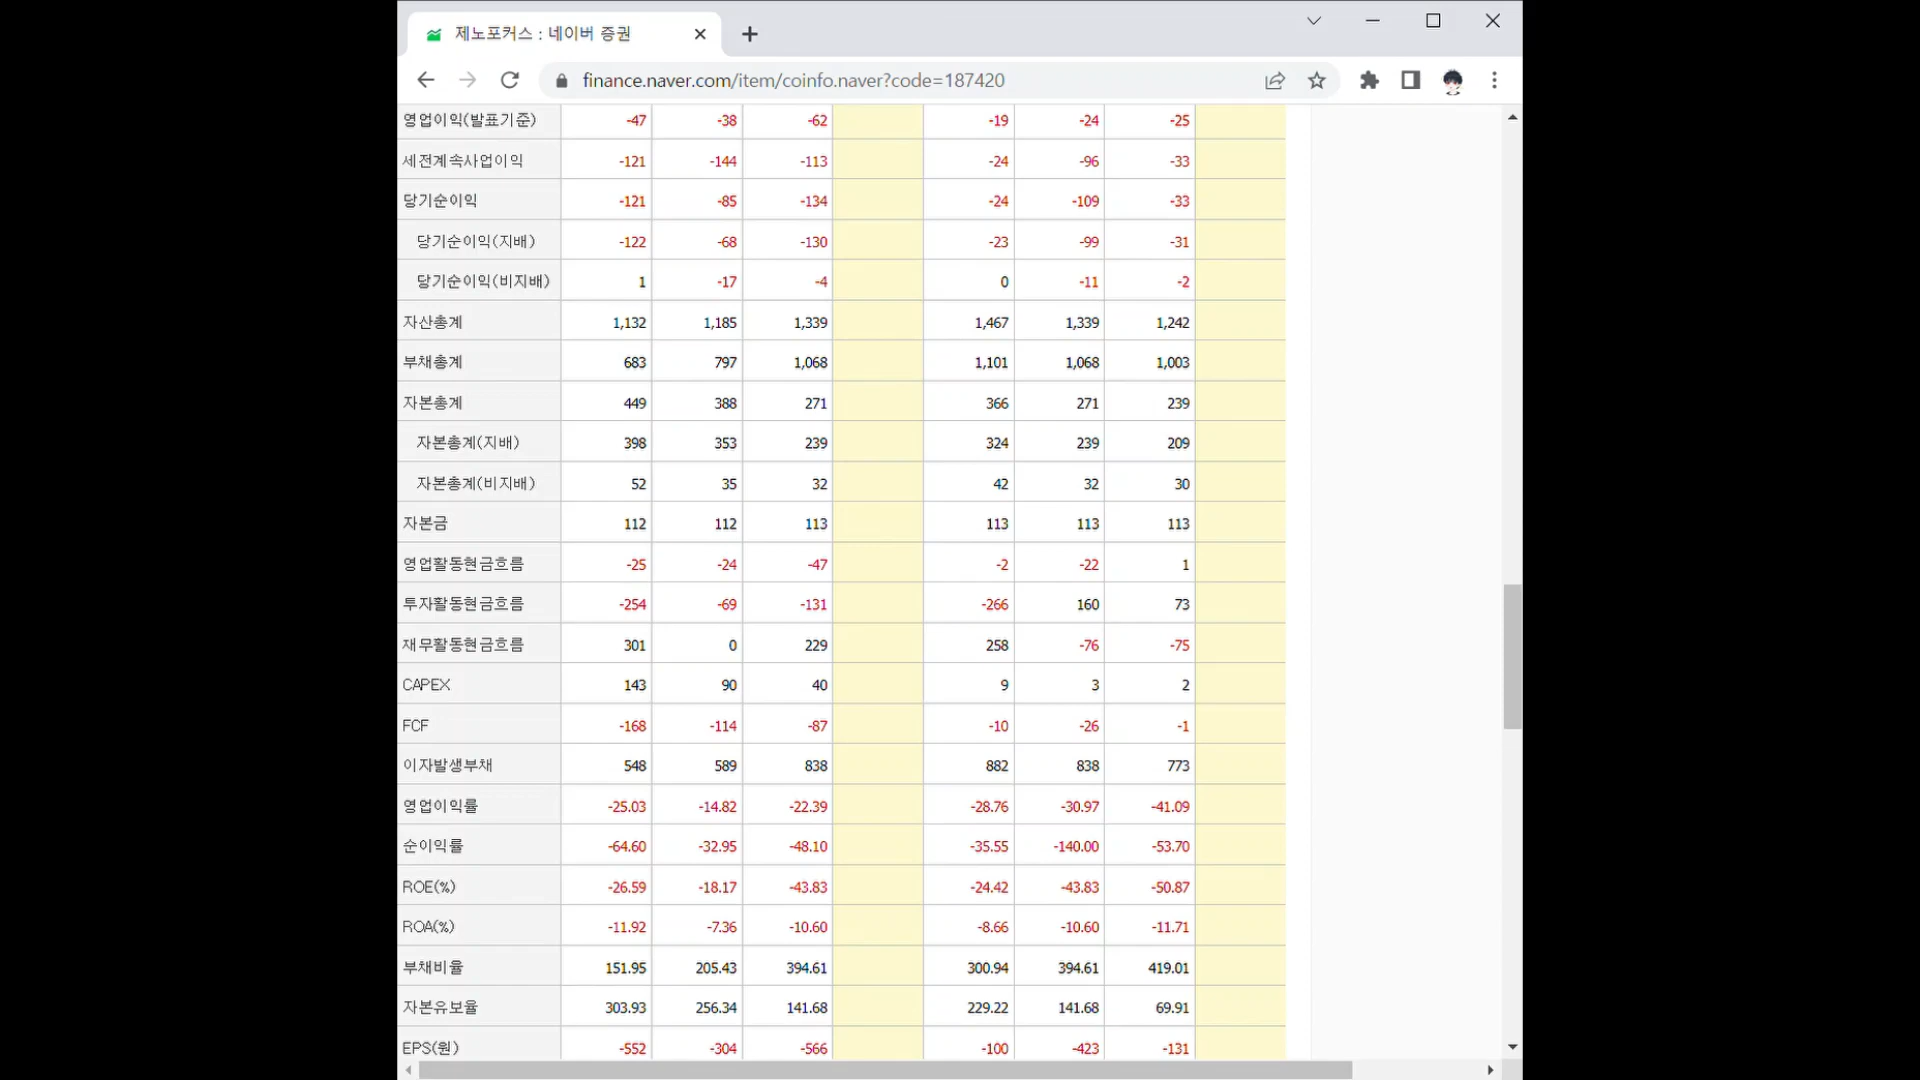 제노포커스 : 네이버 증권
finance.naver.com/item/coinfo.naver?code=187420
영업이익(발표기준) -47 -38 -62 -19 -24 -25
세전계속사업이익 -121 -144 -113 -24 -96 -33
당기순이익 -121 -85 -134 -24 -109 -33
당기순이익(지배) -122 -68 -130 -23 -99 -31
당기순이익(비지배) 1 -17 -4 0 -11 -2
자산총계 1,132 1,185 1,339 1,467 1,339 1,242
부채총계 683 797 1,068 1,101 1,068 1,003
자본총계 449 388 271 366 271 239
자본총계(지배) 398 353 239 324 239 209
자본총계(비지배) 52 35 32 42 32 30
자본금 112 112 113 113 113 113
영업활동현금흐름 -25 -24 -47 -2 -22 1
투자활동현금흐름 -254 -69 -131 -266 160 73
재무활동현금흐름 301 0 229 258 -76 -75
CAPEX 143 90 40 9 3 2
FCF -168 -114 -87 -10 -26 -1
이자발생부채 548 589 838 882 838 773
영업이익률 -25.03 -14.82 -22.39 -28.76 -30.97 -41.09
순이익률 -64.60 -32.95 -48.10 -35.55 -140.00 -53.70
ROE(%) -26.59 -18.17 -43.83 -24.42 -43.83 -50.87
ROA(%) -11.92 -7.36 -10.60 -8.66 -10.60 -11.71
부채비율 151.95 205.43 394.61 300.94 394.61 419.01
자본유보율 303.93 256.34 141.68 229.22 141.68 69.91
EPS(원) -552 -304 -566 -100 -423 -131